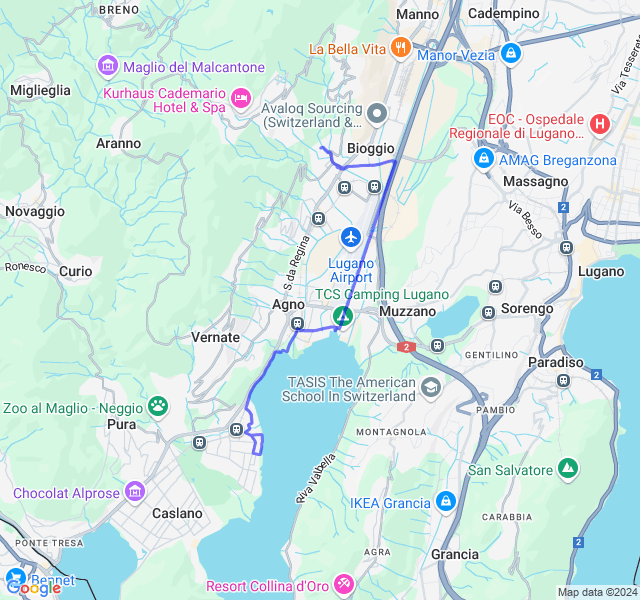 BRENO
Manno
Cadempino
La Bella Vita
Manor Vezia
Via Tesserete
Maglio del Malcantone
Miglieglia
Kurhaus Cademario
Hotel & Spa
Avaloq Sourcing
(Switzerland &...
EOC - Ospedale
Regionale di Lugano...
H
Aranno
Bioggio
AMAG Breganzona
Massagno
Novaggio
2
Via Besso
S. da Regina
Ronesco
Curio
Lugano
Airport
Lugano
Agno
TCS Camping Lugano
Muzzano
Sorengo
Vernate
2
GENTILINO
Paradiso
2
TASIS The American
School In Switzerland
Zoo al Maglio - Neggio
PAMBIO
Pura
MONTAGNOLA
San Salvatore
Riva Valbella
Chocolat Alprose
IKEA Grancia
Caslano
CARABBIA
PONTE TRESA
AGRA
Grancia
Bennet
Google
Resort Collina d'Oro
2
Map data ©2024